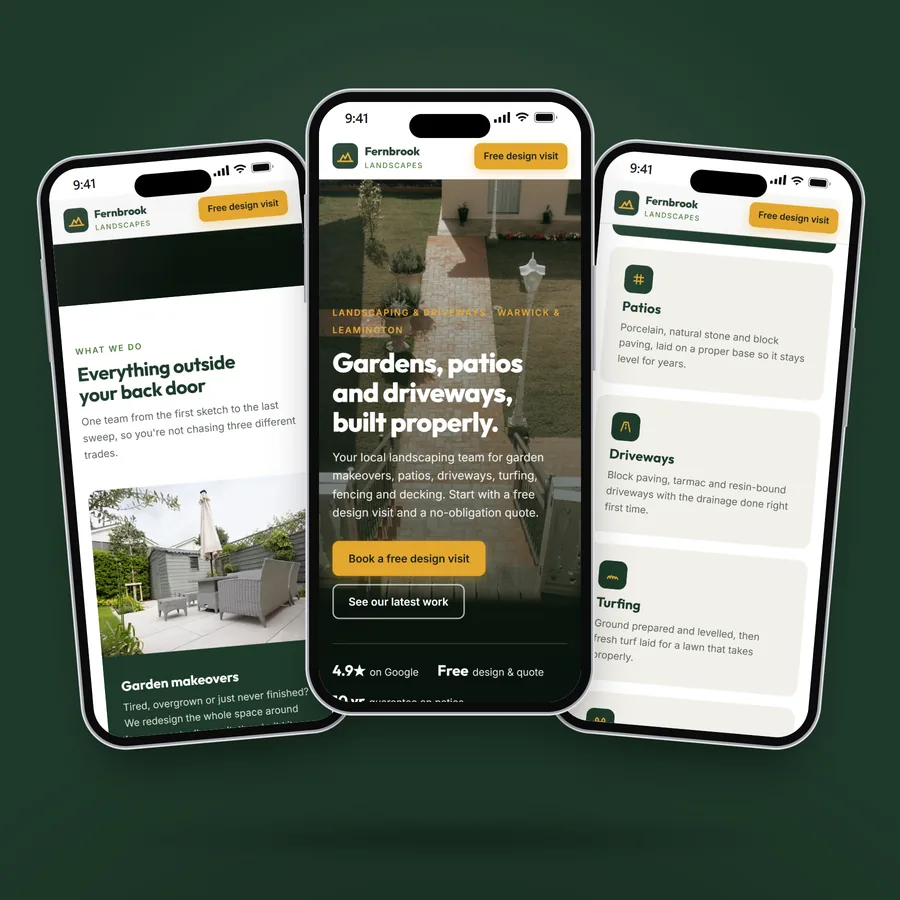 9:41
Fernbrook
LANDSCAPES
Free design visit
WHAT WE DO
Everything outside
your back door
One team from the first sketch to the last
sweep, so you're not chasing three different
trades.
Garden makeovers
Tired, overgrown or just never finished?
We redesign the whole space around
9:41
Fernbrook
LANDSCAPES
Free design visit
LANDSCAPING & DRIVEWAYS · WARWICK &
LEAMINGTON
Gardens, patios
and driveways,
built properly.
Your local landscaping team for garden
makeovers, patios, driveways, turfing,
fencing and decking. Start with a free
design visit and a no-obligation quote.
Book a free design visit
See our latest work
4.9★ on Google
Free design & quote
9:41
Fernbrook
LANDSCAPES
Free design visit
Patios
Porcelain, natural stone and block
paving, laid on a proper base so it stays
level for years.
Driveways
Block paving, tarmac and resin-bound
driveways with the drainage done right
first time.
Turfing
Ground prepared and levelled, then
fresh turf laid for a lawn that takes
properly.